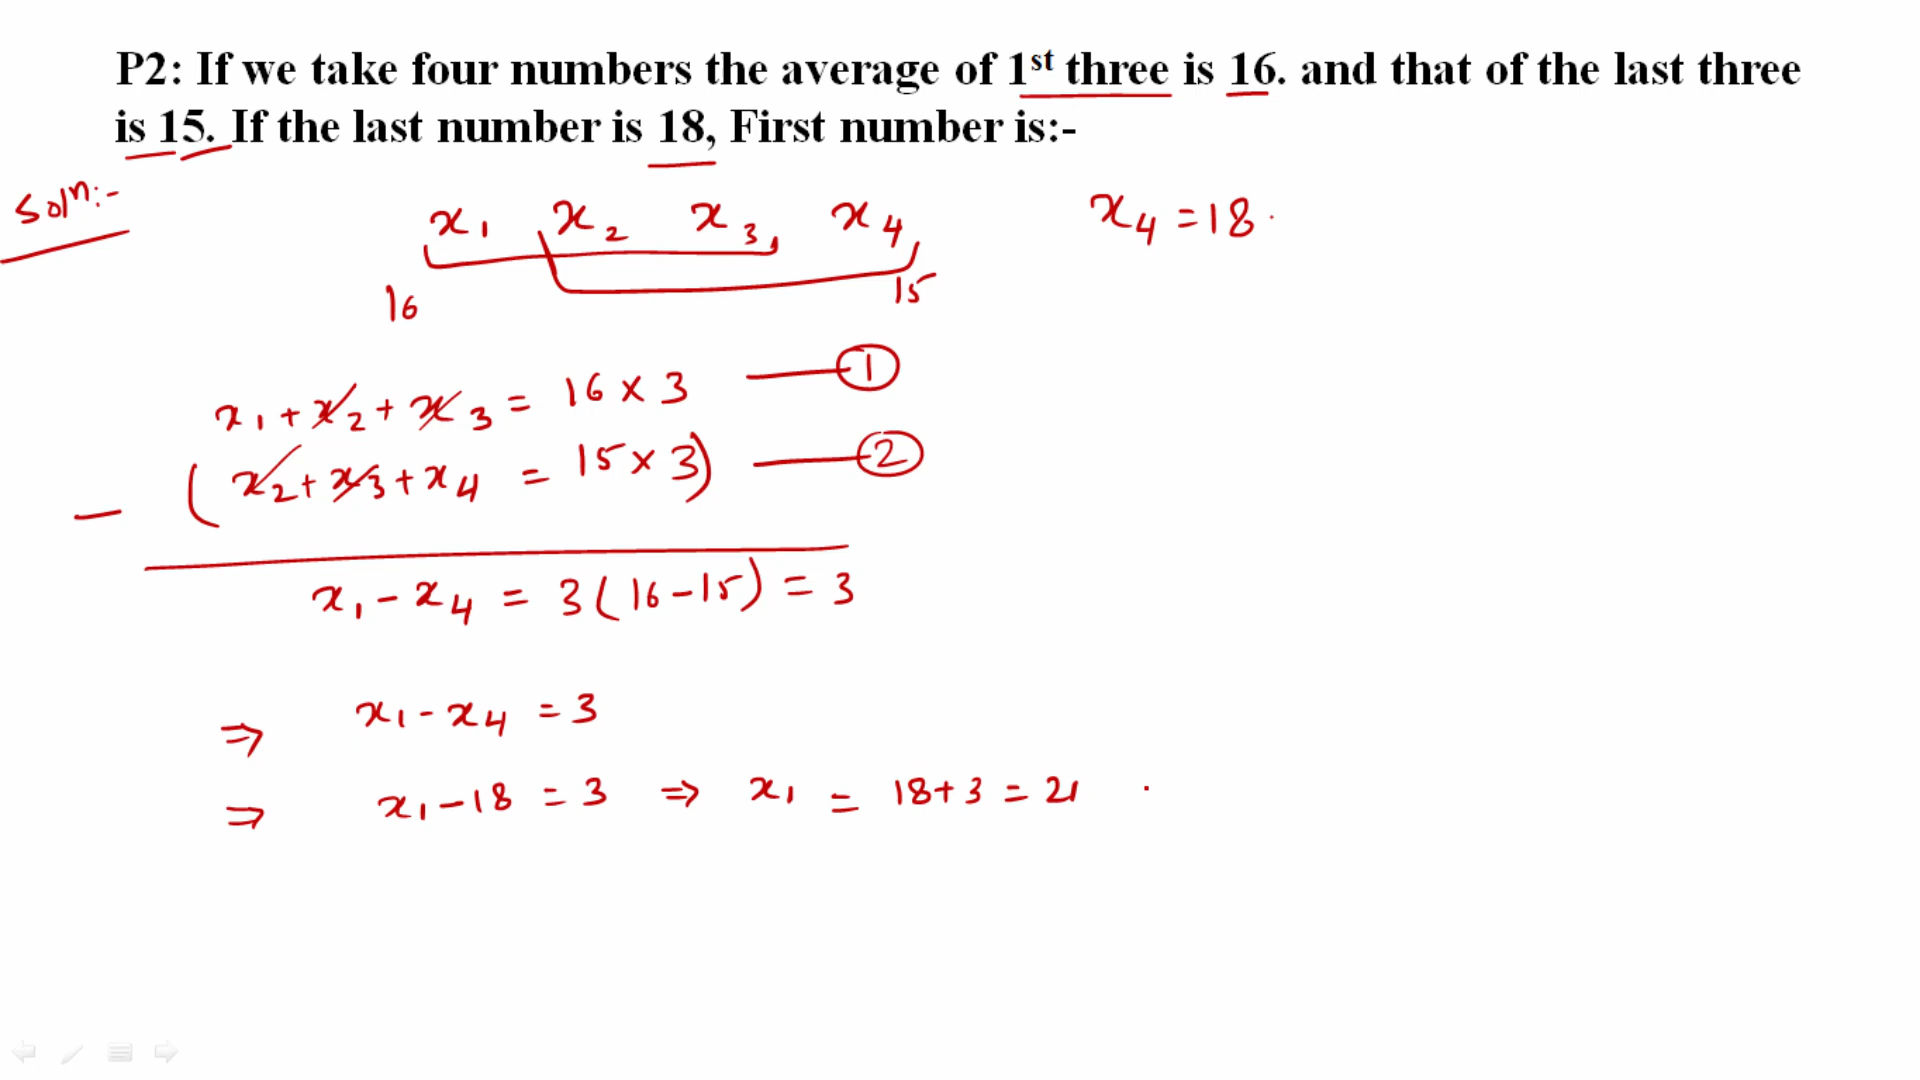 P2: If we take four numbers the average of 1st three is 16. and that of the last three
is 15. If the last number is 18, First number is:-
Soln:-
x1 x2 x3, x4, x4 = 18.
16 15
x1 + x2 + x3 = 16 × 3 — 1
– ( x2 + x3 + x4 = 15 × 3) — 2
x1 - x4 = 3(16-15) = 3
⇒ x1 - x4 = 3
⇒ x1 - 18 = 3 ⇒ x1 = 18+3 = 21 .